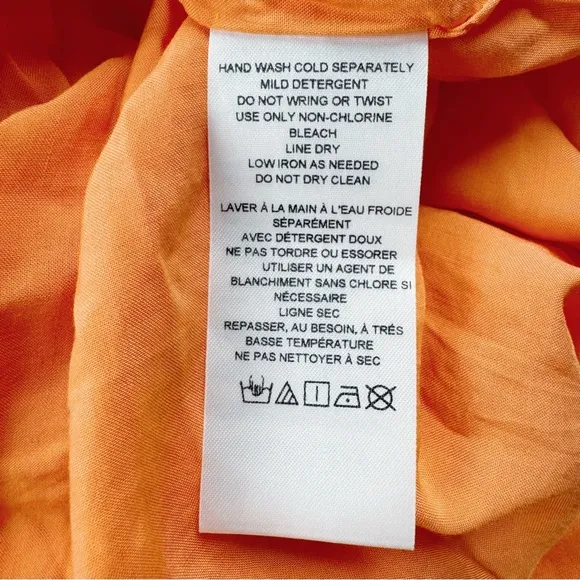 HAND WASH COLD SEPARATELY
MILD DETERGENT
DO NOT WRING OR TWIST
USE ONLY NON-CHLORINE
BLEACH
LINE DRY
LOW IRON AS NEEDED
DO NOT DRY CLEAN
LAVER À LA MAIN À L'EAU FROIDE
SÉPARÉMENT
AVEC DÉTERGENT DOUX
NE PAS TORDRE OU ESSORER
UTILISER UN AGENT DE
BLANCHIMENT SANS CHLORE SI
NÉCESSAIRE
LIGNE SEC
REPASSER, AU BESOIN, À TRÉS
BASSE TEMPÉRATURE
NE PAS NETTOYER À SEC